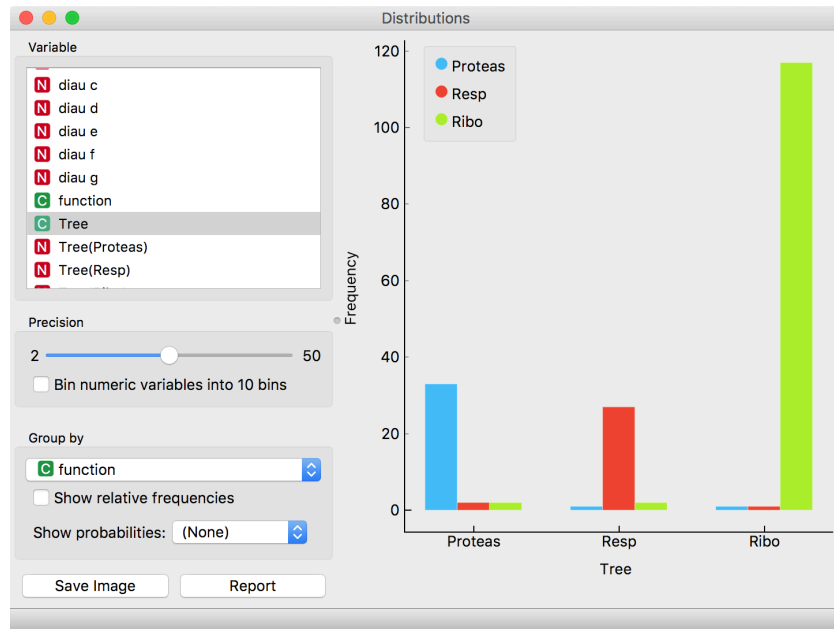 Distributions
Variable
N diau c
N diau d
N diau e
N diau f
N diau g
C function
C Tree
N Tree(Proteas)
N Tree(Resp)
Precision
2 50
Bin numeric variables into 10 bins
Group by
C function
Show relative frequencies
Show probabilities: (None)
Save Image Report
120
100
80
60
40
20
0
Frequency
Proteas
Resp
Ribo
Proteas Resp Ribo
Tree